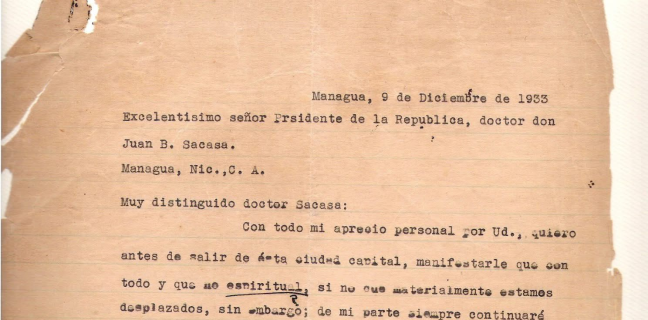 Managua, 9 de Diciembre de 1933
Excelentisimo señor Prsidente de la Republica, doctor don
Juan B. Sacasa.
Managua, Nic.,C. A.
Muy distinguido doctor Sacasa:
Con todo mi aprecio personal por Ud., quiero
antes de salir de ésta ciudad capital, manifestarle que con
todo y que no espiritual, si no que materialmente estamos
desplazados, sin embargo; de mi parte siempre continuará